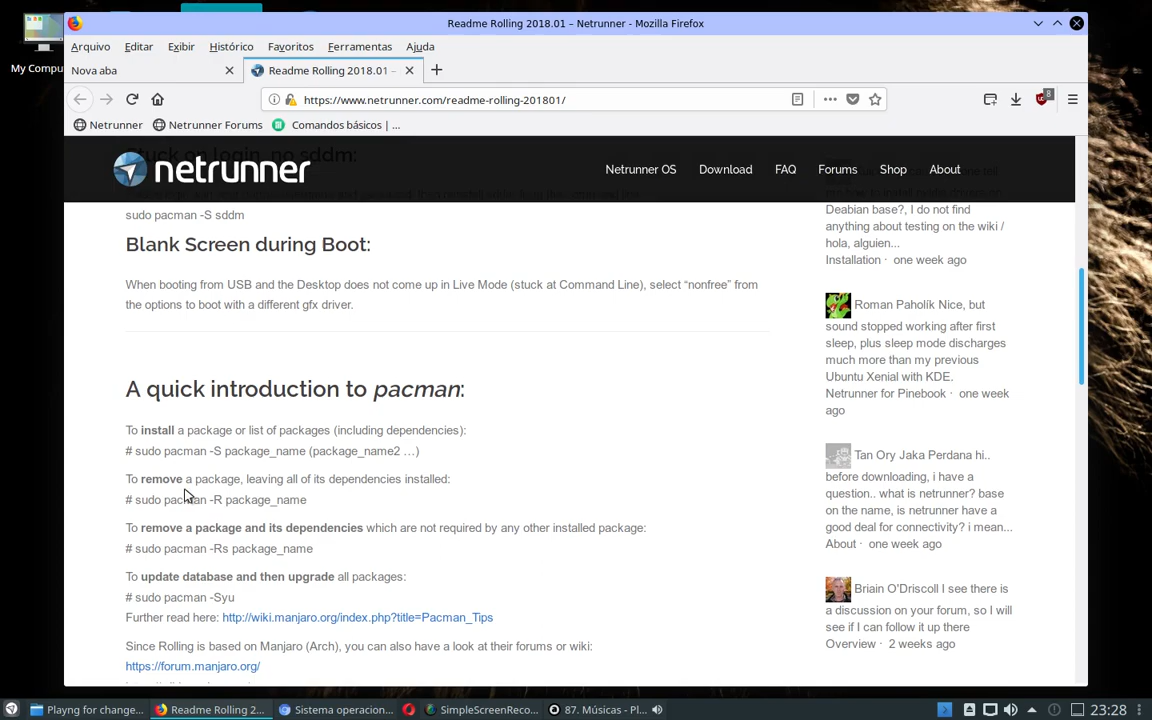 Readme Rolling 2018.01 – Netrunner - Mozilla Firefox
My Compu
Arquivo Editar Exibir Histórico Favoritos Ferramentas Ajuda
Nova aba
Readme Rolling 2018.01 –
https://www.netrunner.com/readme-rolling-201801/
8
Netrunner Netrunner Forums Comandos básicos | ...
Stuck on login, no sddm:
netrunner
Netrunner OS Download FAQ Forums Shop About
sudo pacman -S sddm
Blank Screen during Boot:
When booting from USB and the Desktop does not come up in Live Mode (stuck at Command Line), select “nonfree” from
the options to boot with a different gfx driver.
A quick introduction to pacman:
To install a package or list of packages (including dependencies):
# sudo pacman -S package_name (package_name2 …)
To remove a package, leaving all of its dependencies installed:
# sudo pacman -R package_name
To remove a package and its dependencies which are not required by any other installed package:
# sudo pacman -Rs package_name
To update database and then upgrade all packages:
# sudo pacman -Syu
Further read here: http://wiki.manjaro.org/index.php?title=Pacman_Tips
Since Rolling is based on Manjaro (Arch), you can also have a look at their forums or wiki:
https://forum.manjaro.org/
Deabian base?, I do not find
anything about testing on the wiki /
hola, alguien...
Installation · one week ago
Roman Paholík Nice, but
sound stopped working after first
sleep, plus sleep mode discharges
much more than my previous
Ubuntu Xenial with KDE.
Netrunner for Pinebook · one week
ago
Tan Ory Jaka Perdana hi..
before downloading, i have a
question.. what is netrunner? base
on the name, is netrunner have a
good deal for connectivity? i mean...
About · one week ago
Briain O'Driscoll I see there is
a discussion on your forum, so I will
see if I can follow it up there
Overview · 2 weeks ago
Playng for change... Readme Rolling 2... Sistema operacion... SimpleScreenReco... 87. Músicas - Pl... 23:28